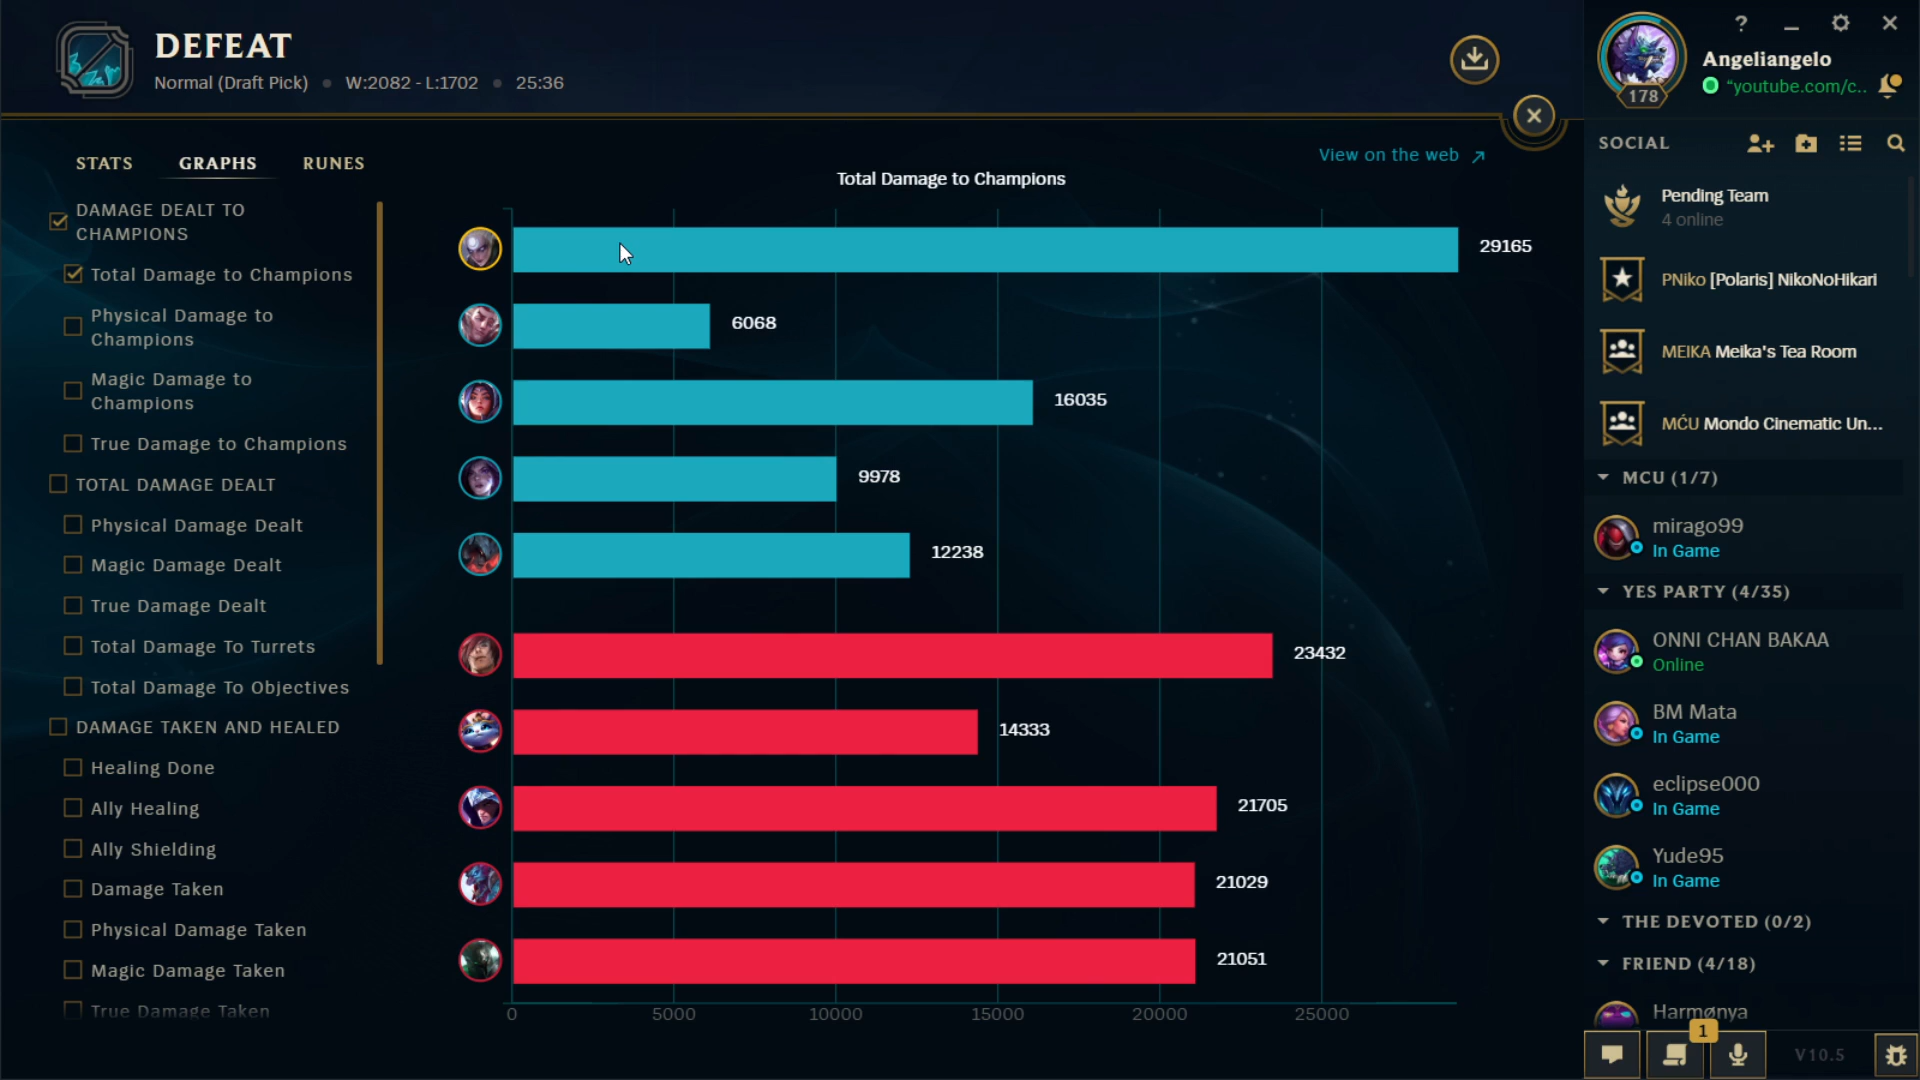 DEFEAT
Normal (Draft Pick) • W:2082 - L:1702 • 25:36
STATS
GRAPHS
RUNES
View on the web
DAMAGE DEALT TO
CHAMPIONS
Total Damage to Champions
Physical Damage to
Champions
Magic Damage to
Champions
True Damage to Champions
TOTAL DAMAGE DEALT
Physical Damage Dealt
Magic Damage Dealt
True Damage Dealt
Total Damage To Turrets
Total Damage To Objectives
DAMAGE TAKEN AND HEALED
Healing Done
Ally Healing
Ally Shielding
Damage Taken
Physical Damage Taken
Magic Damage Taken
True Damage Taken
Total Damage to Champions
29165
6068
16035
9978
12238
23432
14333
21705
21029
21051
0 5000 10000 15000 20000 25000
?
Angeliangelo
178
“youtube.com/c..
SOCIAL
Pending Team
4 online
PNiko [Polaris] NikoNoHikari
MEIKA Meika's Tea Room
MĆU Mondo Cinematic Un...
MCU (1/7)
mirago99
In Game
YES PARTY (4/35)
ONNI CHAN BAKAA
Online
BM Mata
In Game
eclipse000
In Game
Yude95
In Game
THE DEVOTED (0/2)
FRIEND (4/18)
Harmønya
1
V10.5